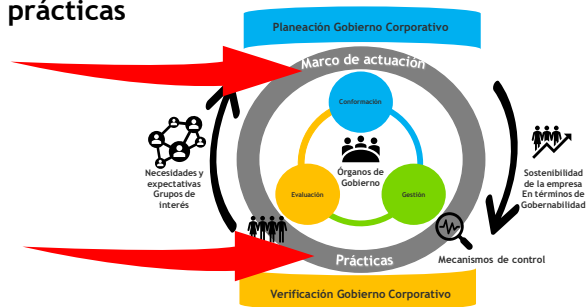 prácticas
Planeación Gobierno Corporativo
Marco de actuación
Conformación
Necesidades y
expectativas
Grupos de
interés
Órganos de
Gobierno
Evaluación
Gestión
Sostenibilidad
de la empresa
En términos de
Gobernabilidad
Prácticas
Mecanismos de control
Verificación Gobierno Corporativo